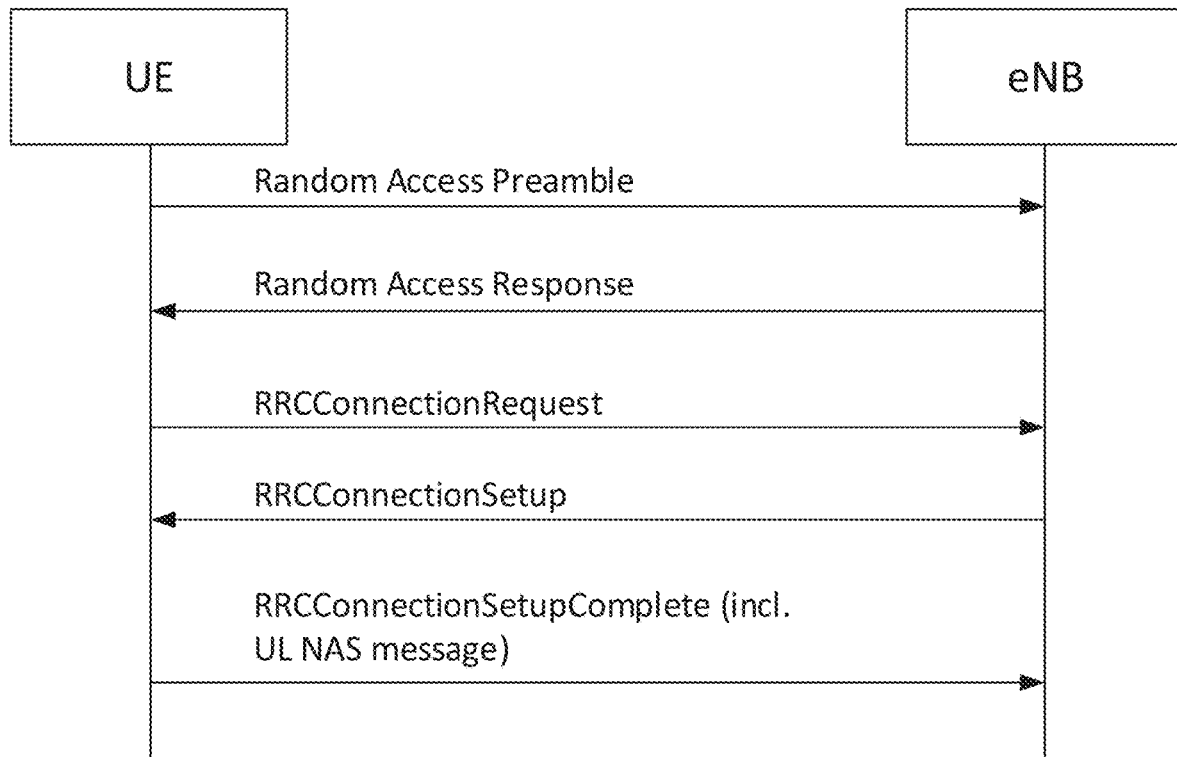 UE
eNB
Random Access Preamble
Random Access Response
RRCConnectionRequest
RRCConnectionSetup
RRCConnectionSetupComplete (incl.
UL NAS message)